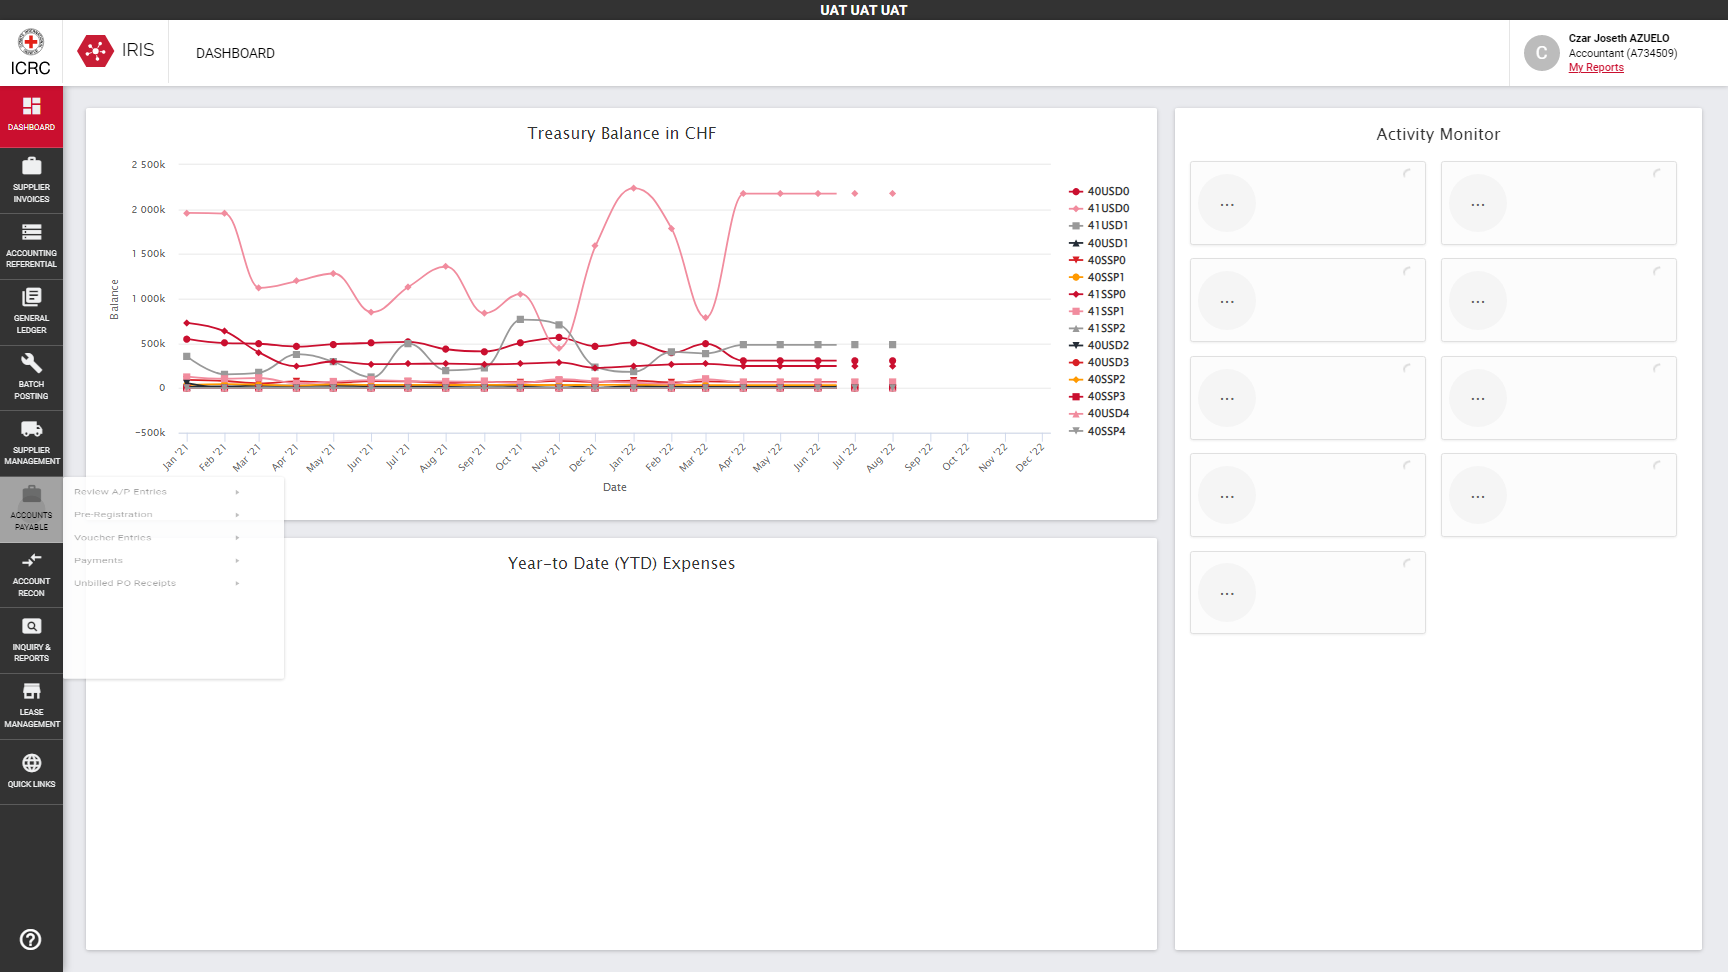 UAT UAT UAT
ICRC
IRIS
DASHBOARD
Czar Joseth AZUELO
Accountant (A734509)
My Reports
DASHBOARD
SUPPLIER
INVOICES
ACCOUNTING
REFERENTIAL
GENERAL
LEDGER
BATCH
POSTING
SUPPLIER
MANAGEMENT
ACCOUNTS
PAYABLE
ACCOUNT
RECON
INQUIRY &
REPORTS
LEASE
MANAGEMENT
QUICK LINKS
Review A/P Entries
Pre-Registration
Voucher Entries
Payments
Unbilled PO Receipts
Treasury Balance in CHF
Balance
2 500k
2 000k
1 500k
1 000k
500k
0
-500k
Jan '21
Feb '21
Mar '21
Apr '21
May '21
Jun '21
Jul '21
Aug '21
Sep '21
Oct '21
Nov '21
Dec '21
Jan '22
Feb '22
Mar '22
Apr '22
May '22
Jun '22
Jul '22
Aug '22
Sep '22
Oct '22
Nov '22
Dec '22
Date
40USD0
41USD0
41USD1
40USD1
40SSP0
40SSP1
41SSP0
41SSP1
41SSP2
40USD2
40USD3
40SSP2
40SSP3
40USD4
40SSP4
Year-to Date (YTD) Expenses
Activity Monitor
...
...
...
...
...
...
...
...
...
C